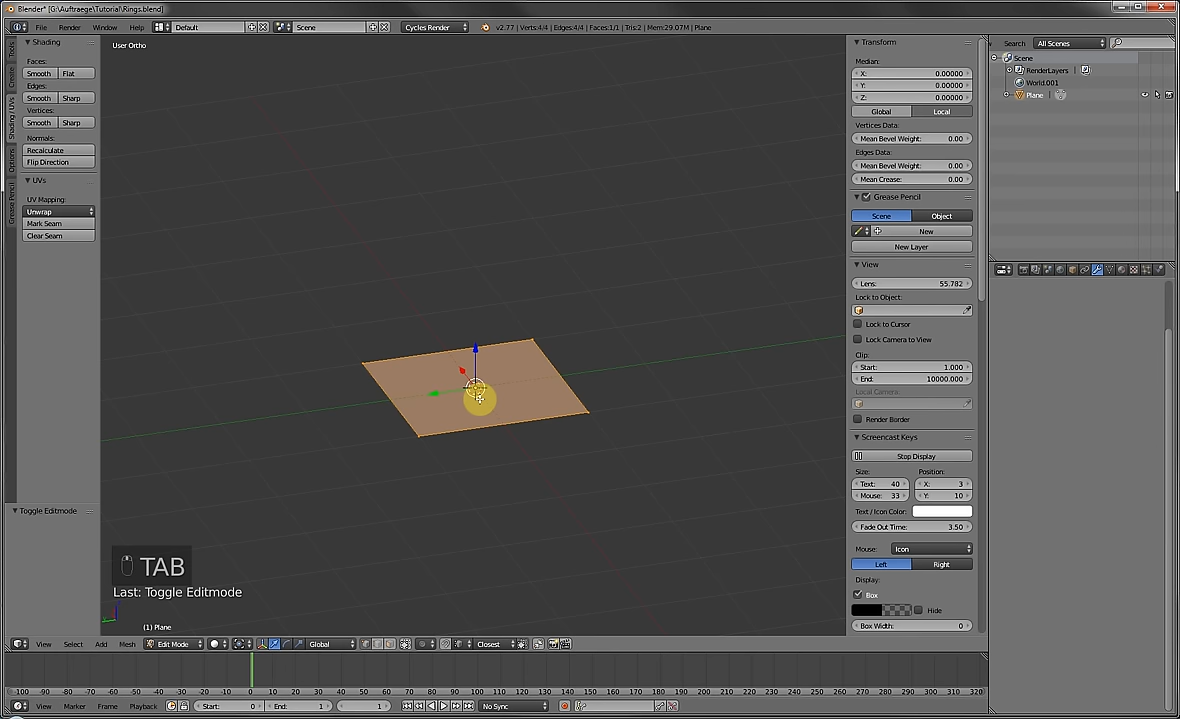 Blender* [G:\Auftraege\Tutorial\Rings.blend]
File Render Window Help Default Scene Cycles Render v2.77 | Verts:4/4 | Edges:4/4 | Faces:1/1 | Tris:2 | Mem:29.07M | Plane
Tools
Create
Shading / UVs
Options
Grease Pencil
Shading
Faces:
Smooth Flat
Edges:
Smooth Sharp
Vertices:
Smooth Sharp
Normals:
Recalculate
Flip Direction
UVs
UV Mapping:
Unwrap
Mark Seam
Clear Seam
Toggle Editmode
User Ortho
TAB
Last: Toggle Editmode
(1) Plane
Transform
Median:
X: 0.00000
Y: 0.00000
Z: 0.00000
Global Local
Vertices Data:
Mean Bevel Weight: 0.00
Edges Data:
Mean Bevel Weight: 0.00
Mean Crease: 0.00
Grease Pencil
Scene Object
New
New Layer
View
Lens: 55.782
Lock to Object:
Lock to Cursor
Lock Camera to View
Clip:
Start: 1.000
End: 10000.000
Local Camera:
Render Border
Screencast Keys
Stop Display
Size: Position:
Text: 40 X: 3
Mouse: 33 Y: 10
Text / Icon Color:
Fade Out Time: 3.50
Mouse: Icon
Left Right
Display:
Box
Hide
Box Width: 0
Search All Scenes
Scene
RenderLayers
World.001
Plane
View Select Add Mesh Edit Mode Global Closest
-100 -90 -80 -70 -60 -50 -40 -30 -20 -10 0 10 20 30 40 50 60 70 80 90 100 110 120 130 140 150 160 170 180 190 200 210 220 230 240 250 260 270 280 290 300 310 320
View Marker Frame Playback Start: 0 End: 1 1 No Sync